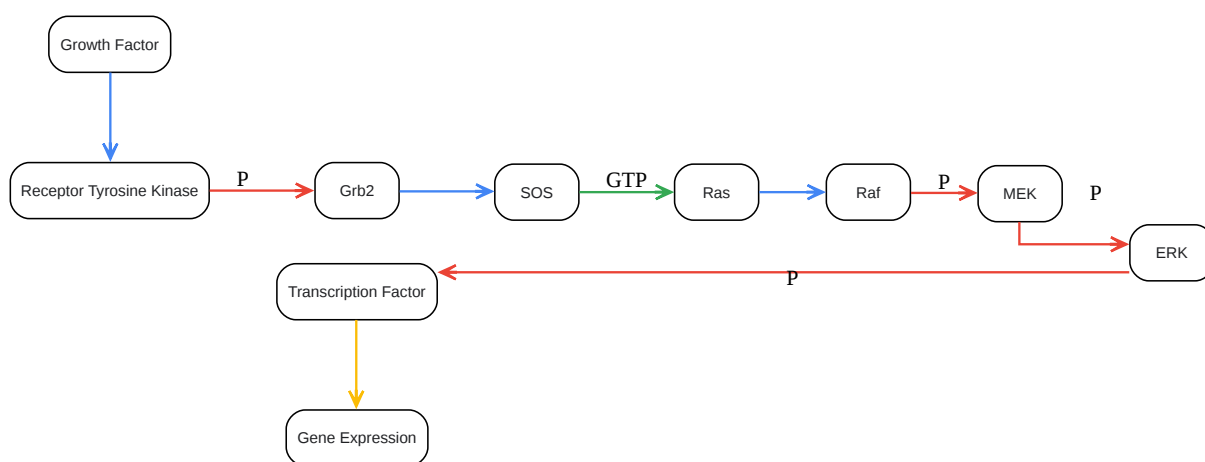 Growth Factor
Receptor Tyrosine Kinase
P
Grb2
SOS
GTP
Ras
Raf
P
MEK
P
ERK
P
Transcription Factor
Gene Expression